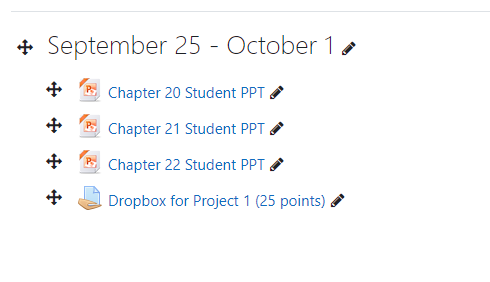 September 25 - October 1
Chapter 20 Student PPT
Chapter 21 Student PPT
Chapter 22 Student PPT
Dropbox for Project 1 (25 points)